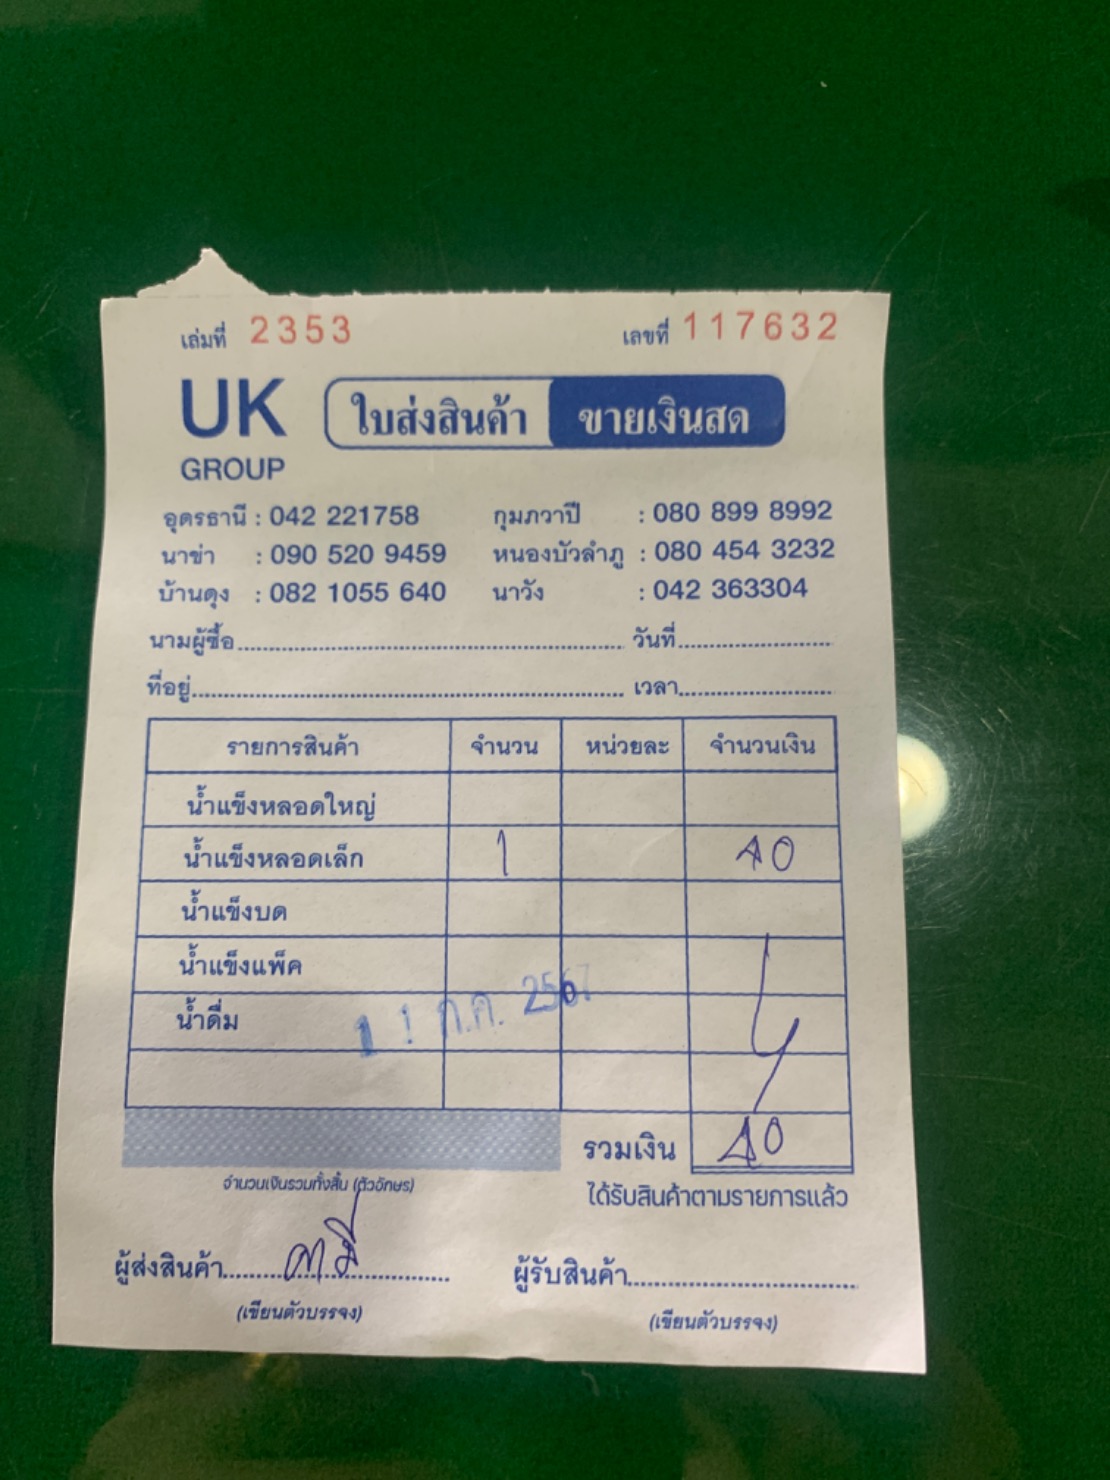 เล่มที่ 2353 เลขที่ 117632
UK GROUP
ใบส่งสินค้า ขายเงินสด
อุดรธานี : 042 221758 กุมภวาปี : 080 899 8992
นาข่า : 090 520 9459 หนองบัวลำภู : 080 454 3232
บ้านดุง : 082 1055 640 นาวัง : 042 363304
นามผู้ซื้อ วันที่
ที่อยู่ เวลา
รายการสินค้า จำนวน หน่วยละ จำนวนเงิน
น้ำแข็งหลอดใหญ่
น้ำแข็งหลอดเล็ก 1 40
น้ำแข็งบด
น้ำแข็งแพ็ค
น้ำดื่ม
11 ก.ค. 2567
รวมเงิน 40
จำนวนเงินรวมทั้งสิ้น (ตัวอักษร)
ได้รับสินค้าตามรายการแล้ว
ผู้ส่งสินค้า ผู้รับสินค้า
(เขียนตัวบรรจง) (เขียนตัวบรรจง)